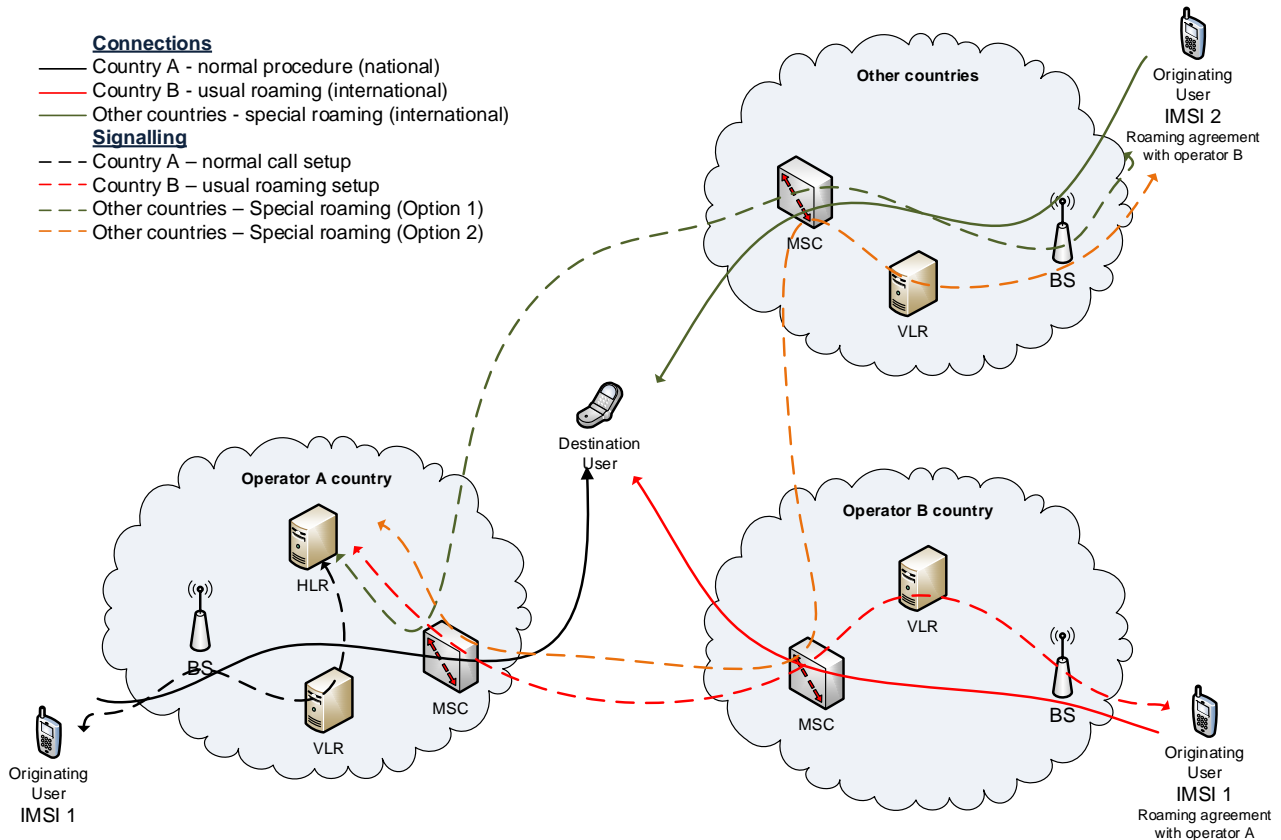 Connections
Country A - normal procedure (national)
Country B - usual roaming (international)
Other countries - special roaming (international)
Signalling
Country A – normal call setup
Country B – usual roaming setup
Other countries – Special roaming (Option 1)
Other countries – Special roaming (Option 2)
Other countries
Originating
User
IMSI 2
Roaming agreement
with operator B
MSC
BS
VLR
Destination
User
Operator A country
HLR
BS
MSC
VLR
Originating
User
IMSI 1
Operator B country
VLR
MSC
BS
Originating
User
IMSI 1
Roaming agreement
with operator A